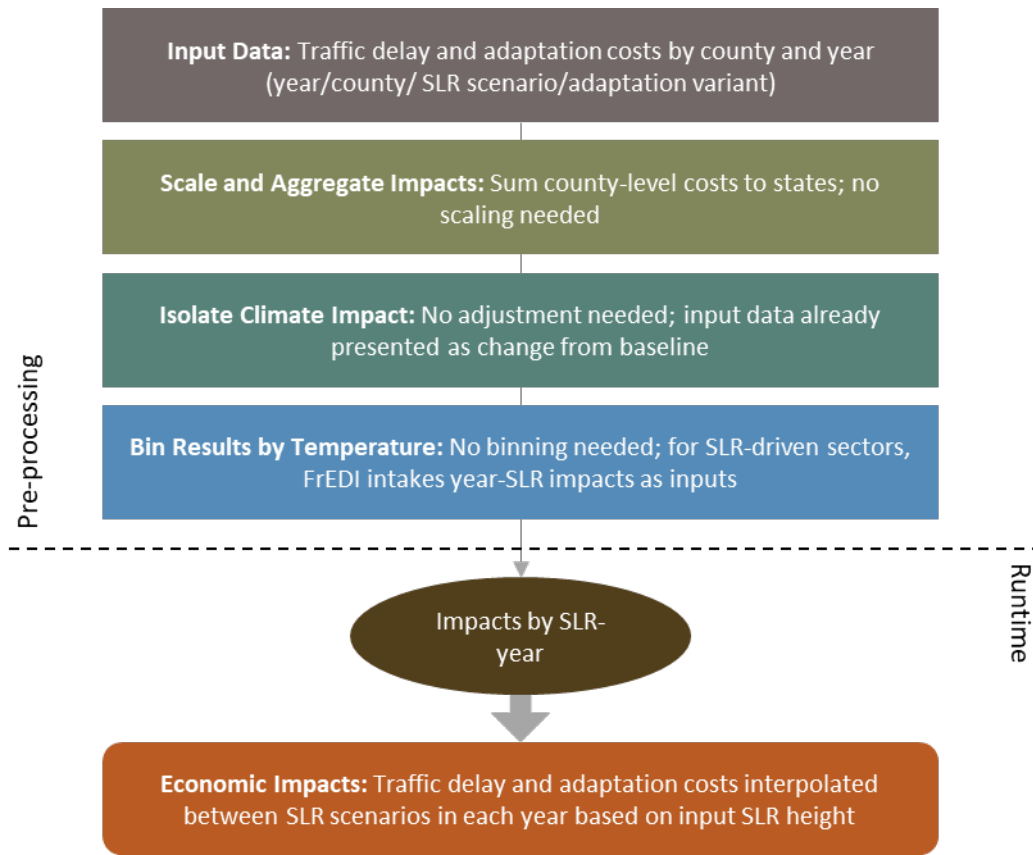 Input Data: Traffic delay and adaptation costs by county and year
(year/county/ SLR scenario/adaptation variant)
Scale and Aggregate Impacts: Sum county-level costs to states; no
scaling needed
Isolate Climate Impact: No adjustment needed; input data already
presented as change from baseline
Bin Results by Temperature: No binning needed; for SLR-driven sectors,
FrEDI intakes year-SLR impacts as inputs
Pre-processing
Runtime
Impacts by SLR-
year
Economic Impacts: Traffic delay and adaptation costs interpolated
between SLR scenarios in each year based on input SLR height